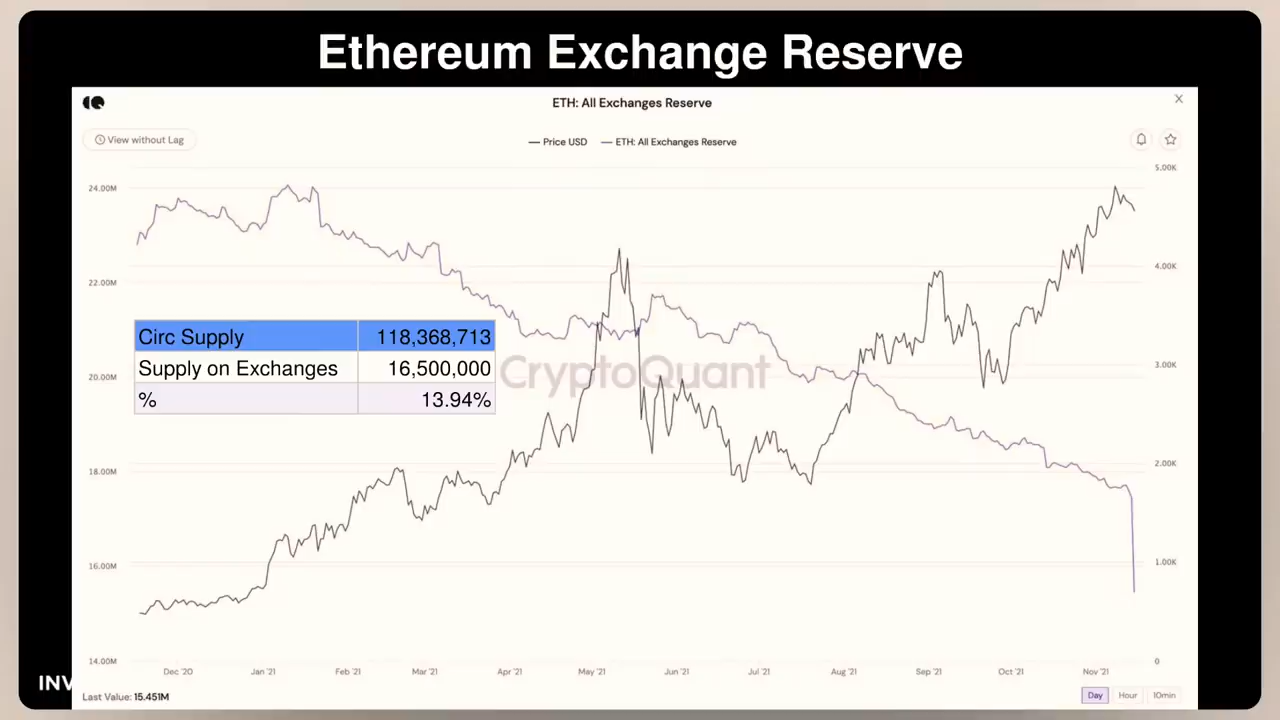 Ethereum Exchange Reserve
ETH: All Exchanges Reserve
View without Lag
Price USD ETH: All Exchanges Reserve
24.00M
22.00M
20.00M
18.00M
16.00M
14.00M
5.00K
4.00K
3.00K
2.00K
1.00K
0
Circ Supply 118,368,713
Supply on Exchanges 16,500,000
% 13.94%
CryptoQuant
Dec '20 Jan '21 Feb '21 Mar '21 Apr '21 May '21 Jun '21 Jul '21 Aug '21 Sep '21 Oct '21 Nov '21
INV
Last Value: 15.451M
Day Hour 10min